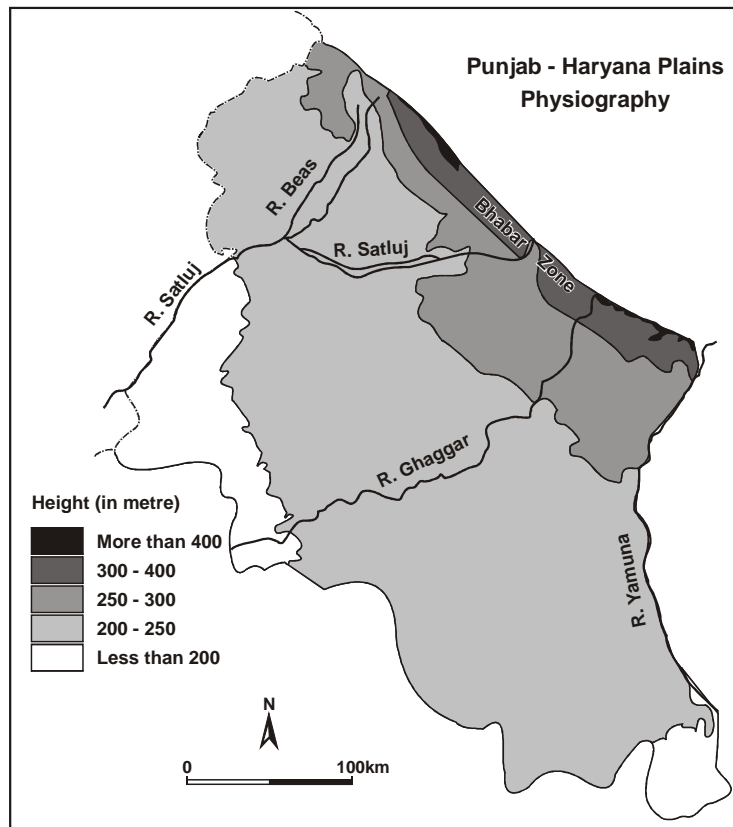 Punjab - Haryana Plains
Physiography
R. Beas
Bhabar
Zone
R. Satluj
R. Satluj
R. Ghaggar
R. Yamuna
Height (in metre)
More than 400
300 - 400
250 - 300
200 - 250
Less than 200
N
0 100km